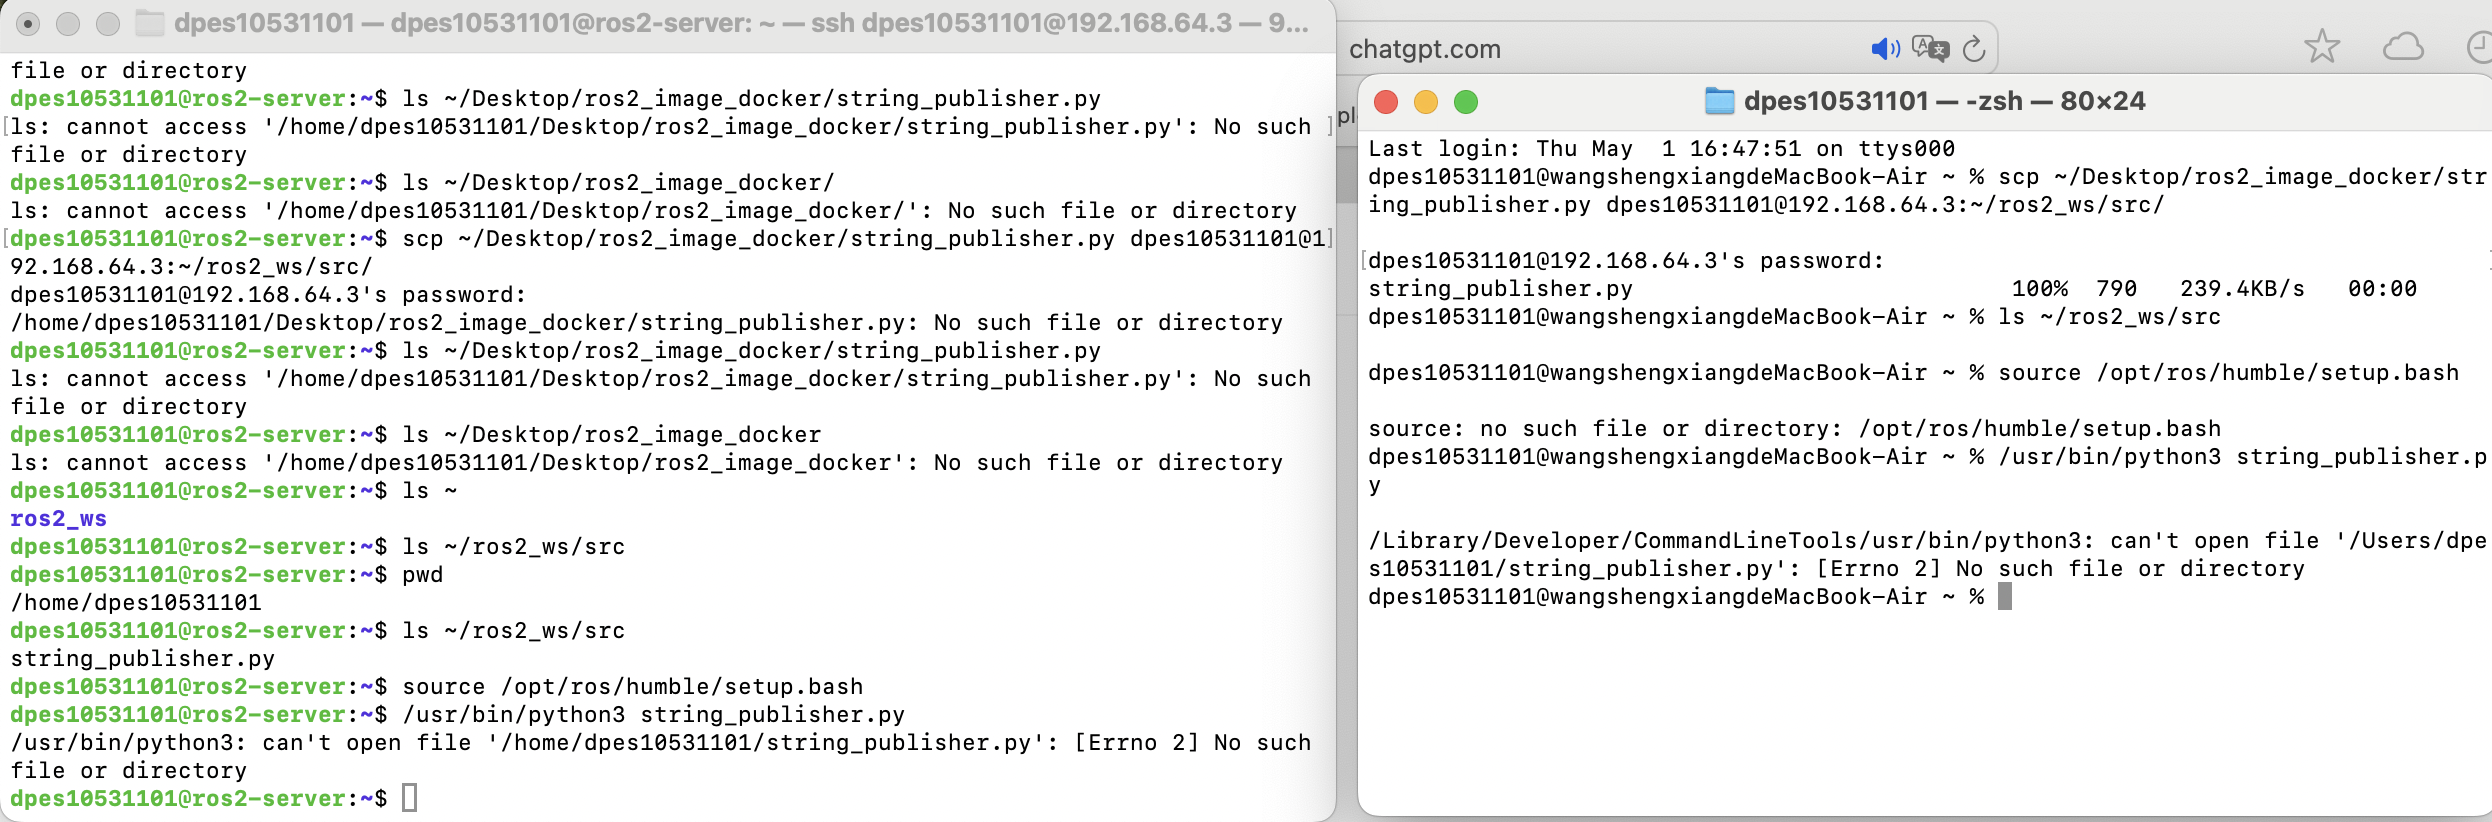 dpes10531101 — dpes10531101@ros2-server: ~ — ssh dpes10531101@192.168.64.3 — 9...
file or directory
dpes10531101@ros2-server:~$ ls ~/Desktop/ros2_image_docker/string_publisher.py
ls: cannot access '/home/dpes10531101/Desktop/ros2_image_docker/string_publisher.py': No such
file or directory
dpes10531101@ros2-server:~$ ls ~/Desktop/ros2_image_docker/
ls: cannot access '/home/dpes10531101/Desktop/ros2_image_docker/': No such file or directory
dpes10531101@ros2-server:~$ scp ~/Desktop/ros2_image_docker/string_publisher.py dpes10531101@1
92.168.64.3:~/ros2_ws/src/
dpes10531101@192.168.64.3's password:
/home/dpes10531101/Desktop/ros2_image_docker/string_publisher.py: No such file or directory
dpes10531101@ros2-server:~$ ls ~/Desktop/ros2_image_docker/string_publisher.py
ls: cannot access '/home/dpes10531101/Desktop/ros2_image_docker/string_publisher.py': No such
file or directory
dpes10531101@ros2-server:~$ ls ~/Desktop/ros2_image_docker
ls: cannot access '/home/dpes10531101/Desktop/ros2_image_docker': No such file or directory
dpes10531101@ros2-server:~$ ls ~
ros2_ws
dpes10531101@ros2-server:~$ ls ~/ros2_ws/src
dpes10531101@ros2-server:~$ pwd
/home/dpes10531101
dpes10531101@ros2-server:~$ ls ~/ros2_ws/src
string_publisher.py
dpes10531101@ros2-server:~$ source /opt/ros/humble/setup.bash
dpes10531101@ros2-server:~$ /usr/bin/python3 string_publisher.py
/usr/bin/python3: can't open file '/home/dpes10531101/string_publisher.py': [Errno 2] No such
file or directory
dpes10531101@ros2-server:~$
chatgpt.com
pl
dpes10531101 — -zsh — 80×24
Last login: Thu May  1 16:47:51 on ttys000
dpes10531101@wangshengxiangdeMacBook-Air ~ % scp ~/Desktop/ros2_image_docker/str
ing_publisher.py dpes10531101@192.168.64.3:~/ros2_ws/src/
dpes10531101@192.168.64.3's password:
string_publisher.py 100% 790 239.4KB/s 00:00
dpes10531101@wangshengxiangdeMacBook-Air ~ % ls ~/ros2_ws/src
dpes10531101@wangshengxiangdeMacBook-Air ~ % source /opt/ros/humble/setup.bash
source: no such file or directory: /opt/ros/humble/setup.bash
dpes10531101@wangshengxiangdeMacBook-Air ~ % /usr/bin/python3 string_publisher.p
y
/Library/Developer/CommandLineTools/usr/bin/python3: can't open file '/Users/dpe
s10531101/string_publisher.py': [Errno 2] No such file or directory
dpes10531101@wangshengxiangdeMacBook-Air ~ %